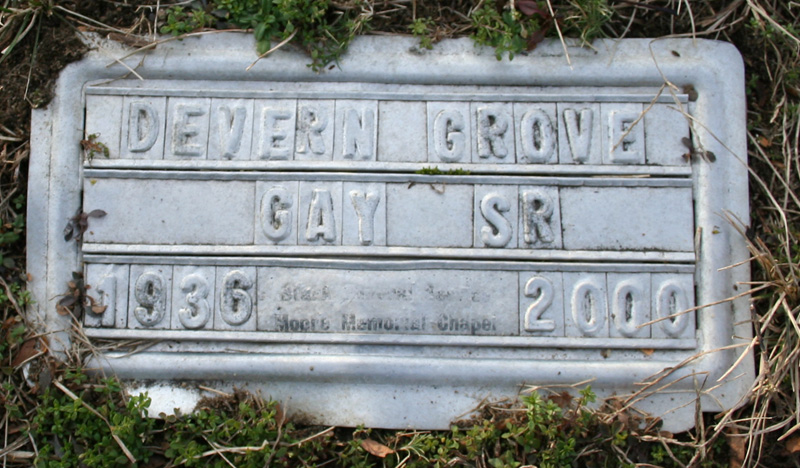 DEVERN GROVE
GAY SR
1936 2000
Moore Memorial Chapel